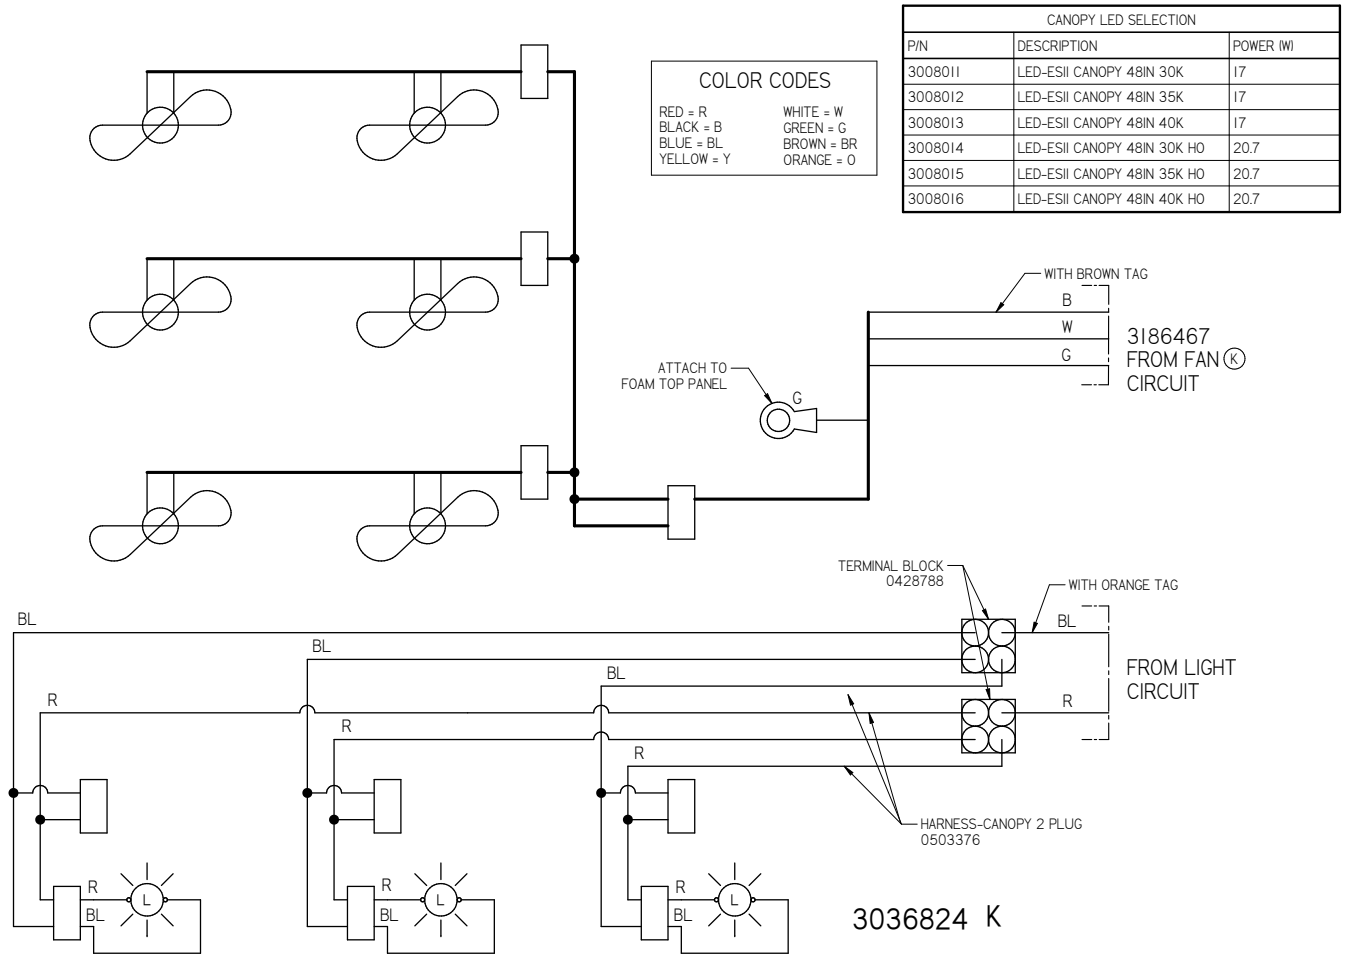 CANOPY LED SELECTION
P/N DESCRIPTION POWER (W)
3008011 LED-ESII CANOPY 48IN 30K 17
3008012 LED-ESII CANOPY 48IN 35K 17
3008013 LED-ESII CANOPY 48IN 40K 17
3008014 LED-ESII CANOPY 48IN 30K HO 20.7
3008015 LED-ESII CANOPY 48IN 35K HO 20.7
3008016 LED-ESII CANOPY 48IN 40K HO 20.7
COLOR CODES
RED = R WHITE = W
BLACK = B GREEN = G
BLUE = BL BROWN = BR
YELLOW = Y ORANGE = O
WITH BROWN TAG
B
W
G
3186467
FROM FAN K
CIRCUIT
ATTACH TO
FOAM TOP PANEL
G
TERMINAL BLOCK
0428788
WITH ORANGE TAG
BL
BL
BL
BL
FROM LIGHT
CIRCUIT
R
R
R
R
HARNESS-CANOPY 2 PLUG
0503376
R
L
BL
R
L
BL
R
L
BL
3036824 K